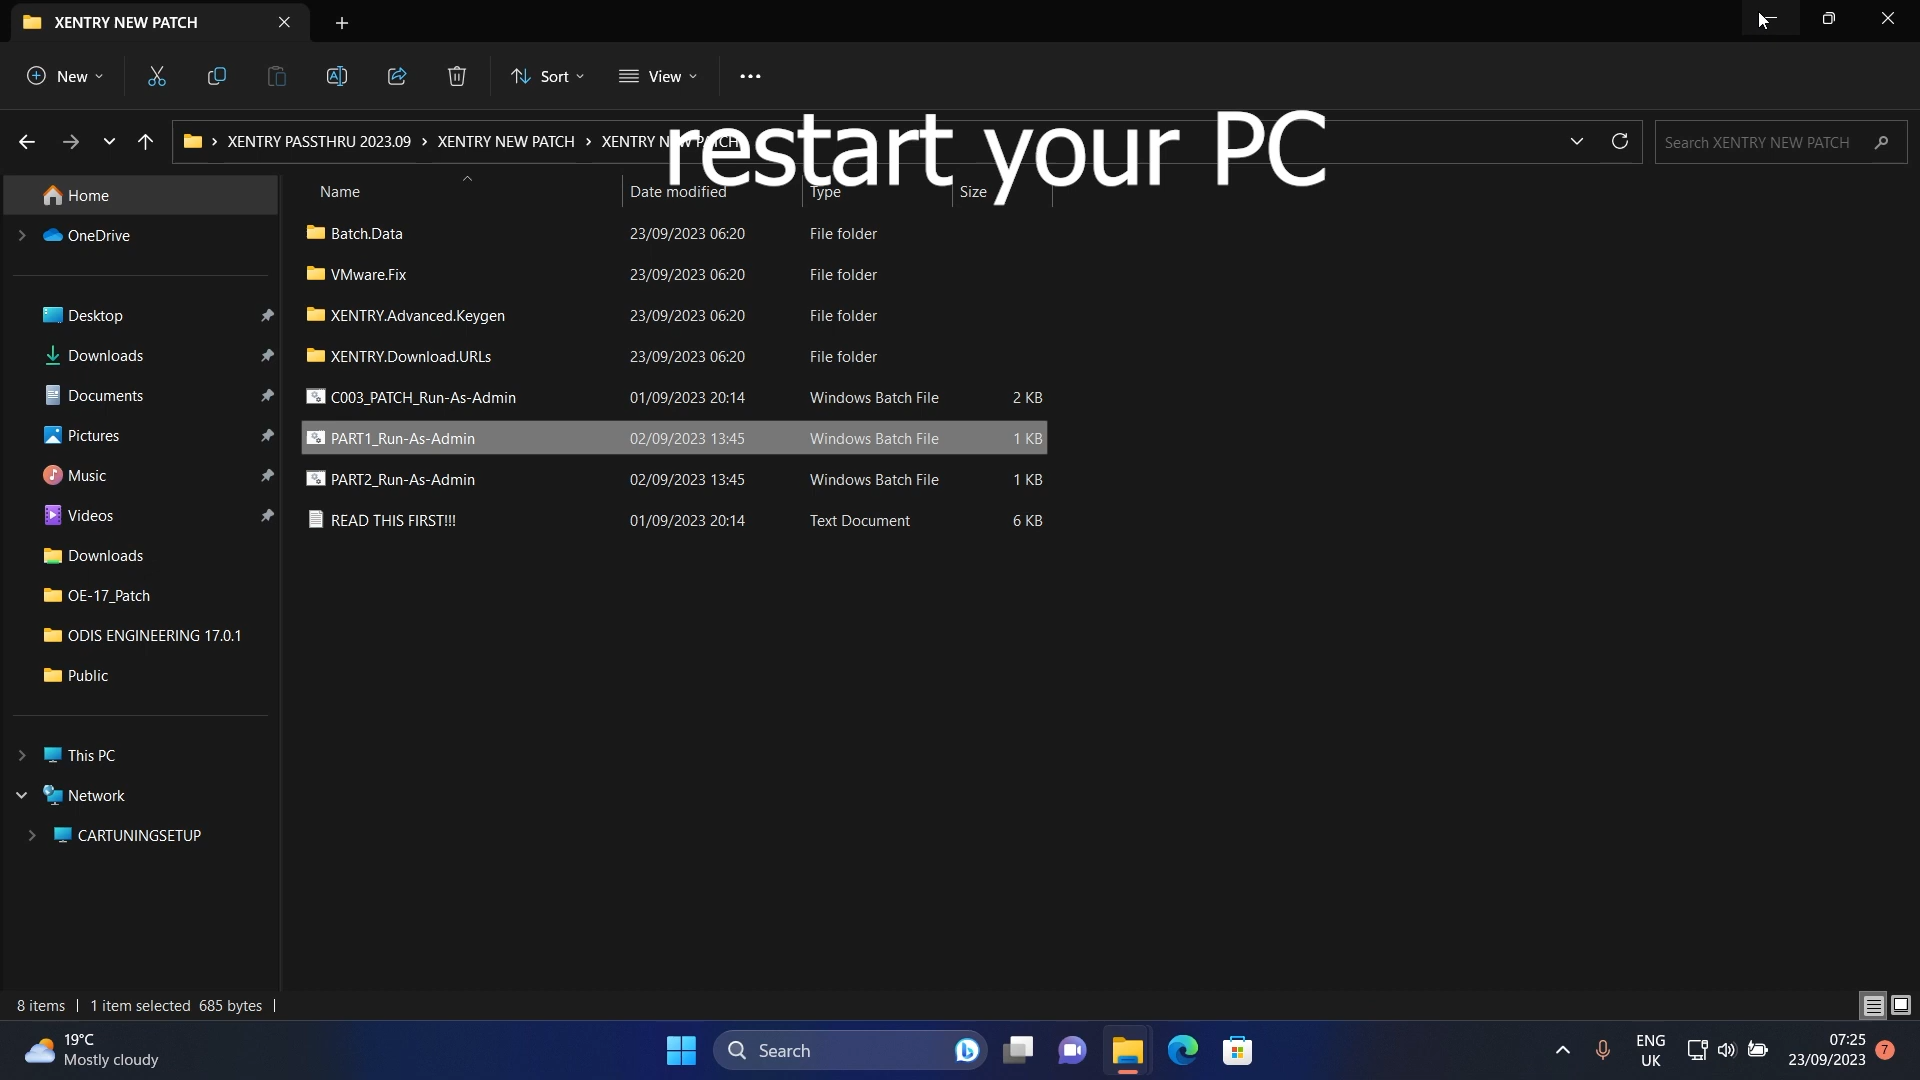 XENTRY NEW PATCH
New
Sort
View
restart your PC
XENTRY PASSTHRU 2023.09 > XENTRY NEW PATCH > XENTRY NEW PATCH
Search XENTRY NEW PATCH
Home
OneDrive
Desktop
Downloads
Documents
Pictures
Music
Videos
Downloads
OE-17_Patch
ODIS ENGINEERING 17.0.1
Public
This PC
Network
CARTUNINGSETUP
Name Date modified Type Size
Batch.Data 23/09/2023 06:20 File folder
VMware.Fix 23/09/2023 06:20 File folder
XENTRY.Advanced.Keygen 23/09/2023 06:20 File folder
XENTRY.Download.URLs 23/09/2023 06:20 File folder
C003_PATCH_Run-As-Admin 01/09/2023 20:14 Windows Batch File 2 KB
PART1_Run-As-Admin 02/09/2023 13:45 Windows Batch File 1 KB
PART2_Run-As-Admin 02/09/2023 13:45 Windows Batch File 1 KB
READ THIS FIRST!!! 01/09/2023 20:14 Text Document 6 KB
8 items | 1 item selected 685 bytes |
19°C
Mostly cloudy
Search
ENG
UK
07:25
23/09/2023
7